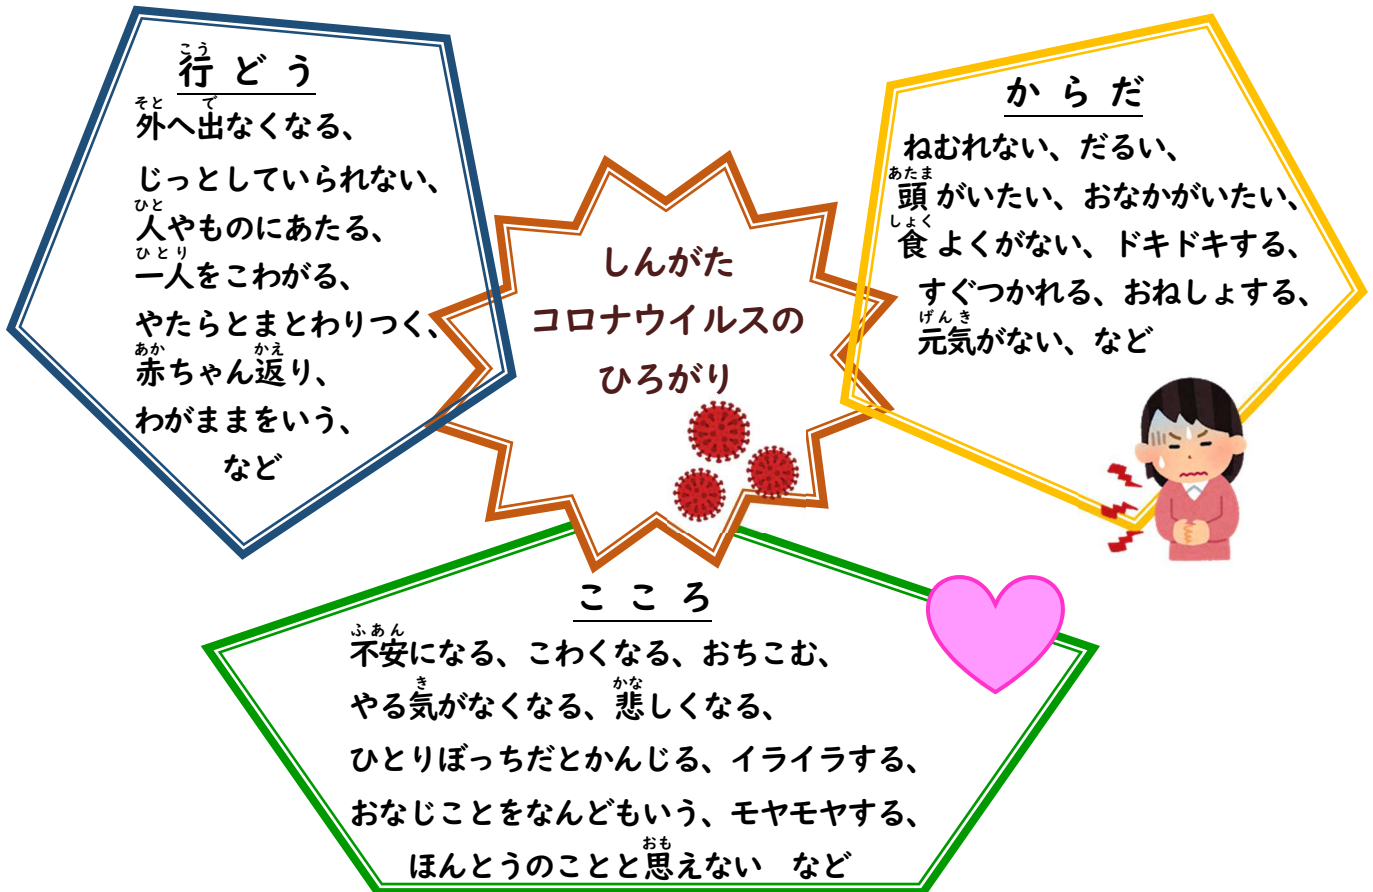 行どう
外へ出なくなる、
じっとしていられない、
人やものにあたる、
一人をこわがる、
やたらとまとわりつく、
赤ちゃん返り、
わがままをいう、
など
しんがた
コロナウイルスの
ひろがり
からだ
ねむれない、だるい、
頭がいたい、おなかがいたい、
食よくがない、ドキドキする、
すぐつかれる、おねしょする、
元気がない、など
こころ
不安になる、こわくなる、おちこむ、
やる気がなくなる、悲しくなる、
ひとりぼっちだとかんじる、イライラする、
おなじことをなんどもいう、モヤモヤする、
ほんとうのことと思えない　など